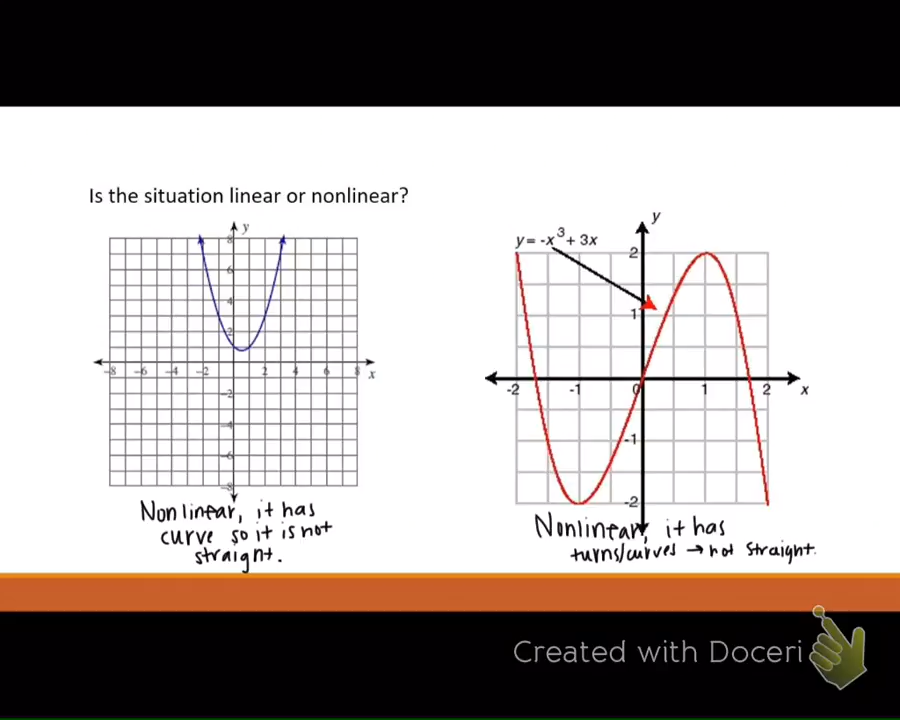 Is the situation linear or nonlinear?
y
8
6
4
2
-8 -6 -4 -2 2 4 6 8 x
-2
-4
-6
-8
Nonlinear, it has
curve so it is not
straight.
y
y = -x³ + 3x
2
1
-2 -1 0 1 2 x
-1
-2
Nonlinear, it has
turns/curves → not straight.
Created with Doceri